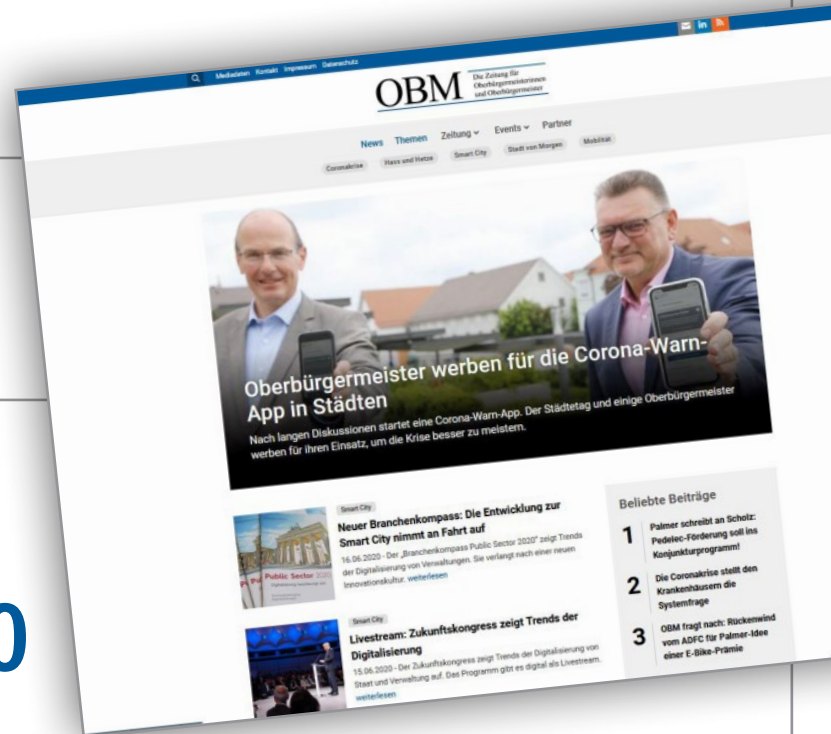 Mediadaten Kontakt Impressum Datenschutz
OBM
Die Zeitung für
Oberbürgermeisterinnen
und Oberbürgermeister
News Themen Zeitung Events Partner
Coronakrise Hass und Hetze Smart City Stadt von Morgen Mobilität
Oberbürgermeister werben für die Corona-Warn-
App in Städten
Nach langen Diskussionen startet eine Corona-Warn-App. Der Städtetag und einige Oberbürgermeister
werben für ihren Einsatz, um die Krise besser zu meistern.
Smart City
Neuer Branchenkompass: Die Entwicklung zur
Smart City nimmt an Fahrt auf
16.06.2020 - Der „Branchenkompass Public Sector 2020" zeigt Trends
der Digitalisierung von Verwaltungen. Sie verlangt nach einer neuen
Innovationskultur. weiterlesen
Public Sector 2020
Smart City
Livestream: Zukunftskongress zeigt Trends der
Digitalisierung
15.06.2020 - Der Zukunftskongress zeigt Trends der Digitalisierung von
Staat und Verwaltung auf. Das Programm gibt es digital als Livestream.
weiterlesen
Beliebte Beiträge
1 Palmer schreibt an Scholz:
Pedelec-Förderung soll ins
Konjunkturprogramm!
2 Die Coronakrise stellt den
Krankenhäusern die
Systemfrage
3 OBM fragt nach: Rückenwind
vom ADFC für Palmer-Idee
einer E-Bike-Prämie
0
in